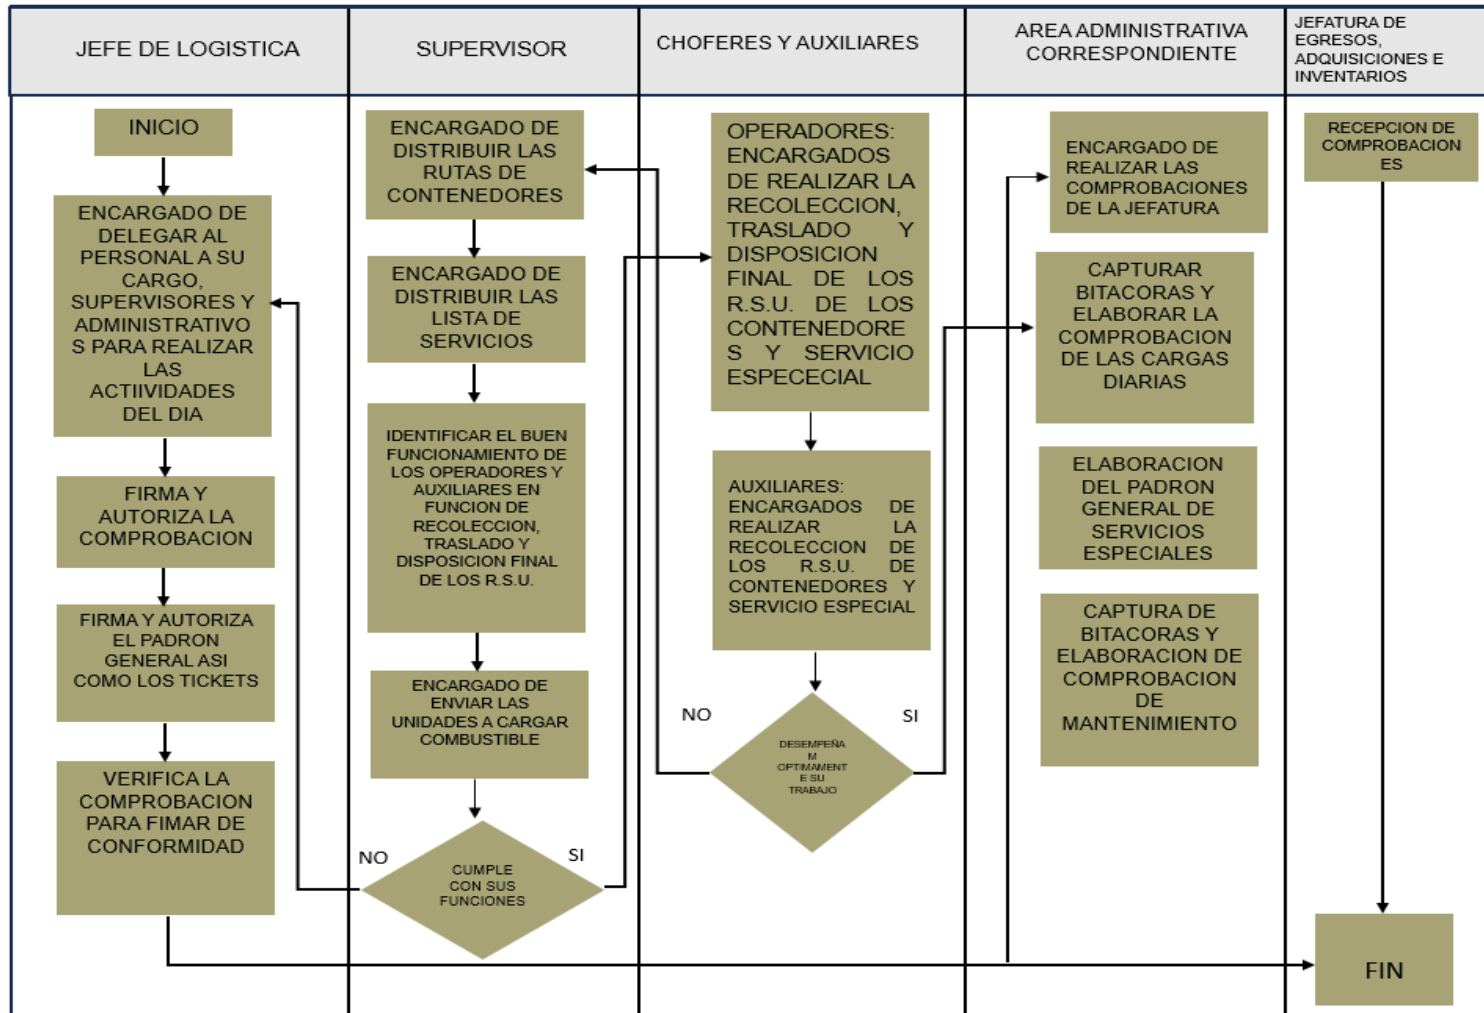 JEFE DE LOGISTICA
SUPERVISOR
CHOFERES Y AUXILIARES
AREA ADMINISTRATIVA
CORRESPONDIENTE
JEFATURA DE
EGRESOS,
ADQUISICIONES E
INVENTARIOS
INICIO
ENCARGADO DE
DELEGAR AL
PERSONAL A SU
CARGO,
SUPERVISORES Y
ADMINISTRATIVO
S PARA REALIZAR
LAS
ACTIIVIDADES
DEL DIA
FIRMA Y
AUTORIZA LA
COMPROBACION
FIRMA Y AUTORIZA
EL PADRON
GENERAL ASI
COMO LOS TICKETS
VERIFICA LA
COMPROBACION
PARA FIMAR DE
CONFORMIDAD
ENCARGADO DE
DISTRIBUIR LAS
RUTAS DE
CONTENEDORES
ENCARGADO DE
DISTRIBUIR LAS
LISTA DE
SERVICIOS
IDENTIFICAR EL BUEN
FUNCIONAMIENTO DE
LOS OPERADORES Y
AUXILIARES EN
FUNCION DE
RECOLECCION,
TRASLADO Y
DISPOSICION FINAL
DE LOS R.S.U.
ENCARGADO DE
ENVIAR LAS
UNIDADES A CARGAR
COMBUSTIBLE
NO
SI
CUMPLE
CON SUS
FUNCIONES
OPERADORES:
ENCARGADOS
DE REALIZAR LA
RECOLECCION,
TRASLADO Y
DISPOSICION
FINAL DE LOS
R.S.U. DE LOS
CONTENEDORE
S Y SERVICIO
ESPECECIAL
AUXILIARES:
ENCARGADOS DE
REALIZAR LA
RECOLECCION DE
LOS R.S.U. DE
CONTENEDORES Y
SERVICIO ESPECIAL
NO
SI
DESEMPEÑA
M
OPTIMAMENT
E SU
TRABAJO
ENCARGADO DE
REALIZAR LAS
COMPROBACIONES
DE LA JEFATURA
CAPTURAR
BITACORAS Y
ELABORAR LA
COMPROBACION
DE LAS CARGAS
DIARIAS
ELABORACION
DEL PADRON
GENERAL DE
SERVICIOS
ESPECIALES
CAPTURA DE
BITACORAS Y
ELABORACION DE
COMPROBACION
DE
MANTENIMIENTO
RECEPCION DE
COMPROBACION
ES
FIN